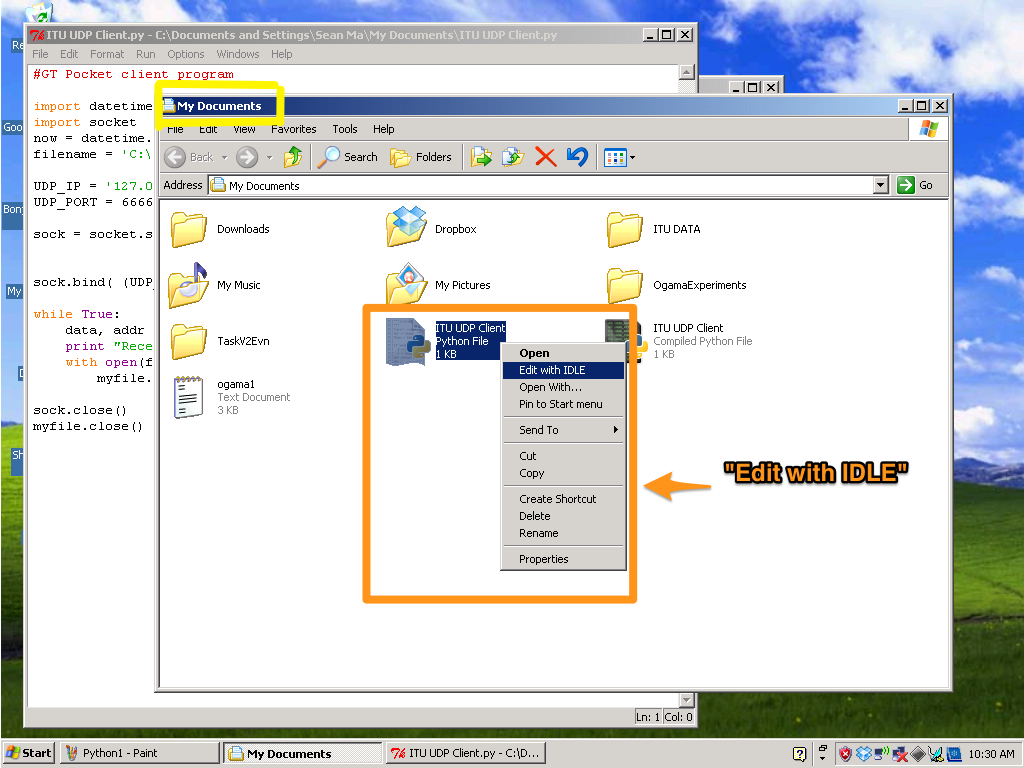 Re
ITU UDP Client.py - C:\Documents and Settings\Sean Ma\My Documents\ITU UDP Client.py
File Edit Format Run Options Windows Help
#GT Pocket client program
import datetime
import socket
now = datetime.
filename = 'C:\
UDP_IP = '127.0
UDP_PORT = 6666
sock = socket.s
sock.bind( (UDP_
while True:
data, addr
print "Rece
with open(f
myfile.
sock.close()
myfile.close()
Goo
Bonj
My
Sh
My Documents
File Edit View Favorites Tools Help
Back Search Folders
Address My Documents Go
Downloads Dropbox ITU DATA
My Music My Pictures OgamaExperiments
TaskV2Evn
ITU UDP Client
Python File
1 KB
ITU UDP Client
Compiled Python File
1 KB
ogama1
Text Document
3 KB
Open
Edit with IDLE
Open With...
Pin to Start menu
Send To
Cut
Copy
Create Shortcut
Delete
Rename
Properties
"Edit with IDLE"
Ln: 1 Col: 0
Start Python1 - Paint My Documents ITU UDP Client.py - C:\D... 10:30 AM